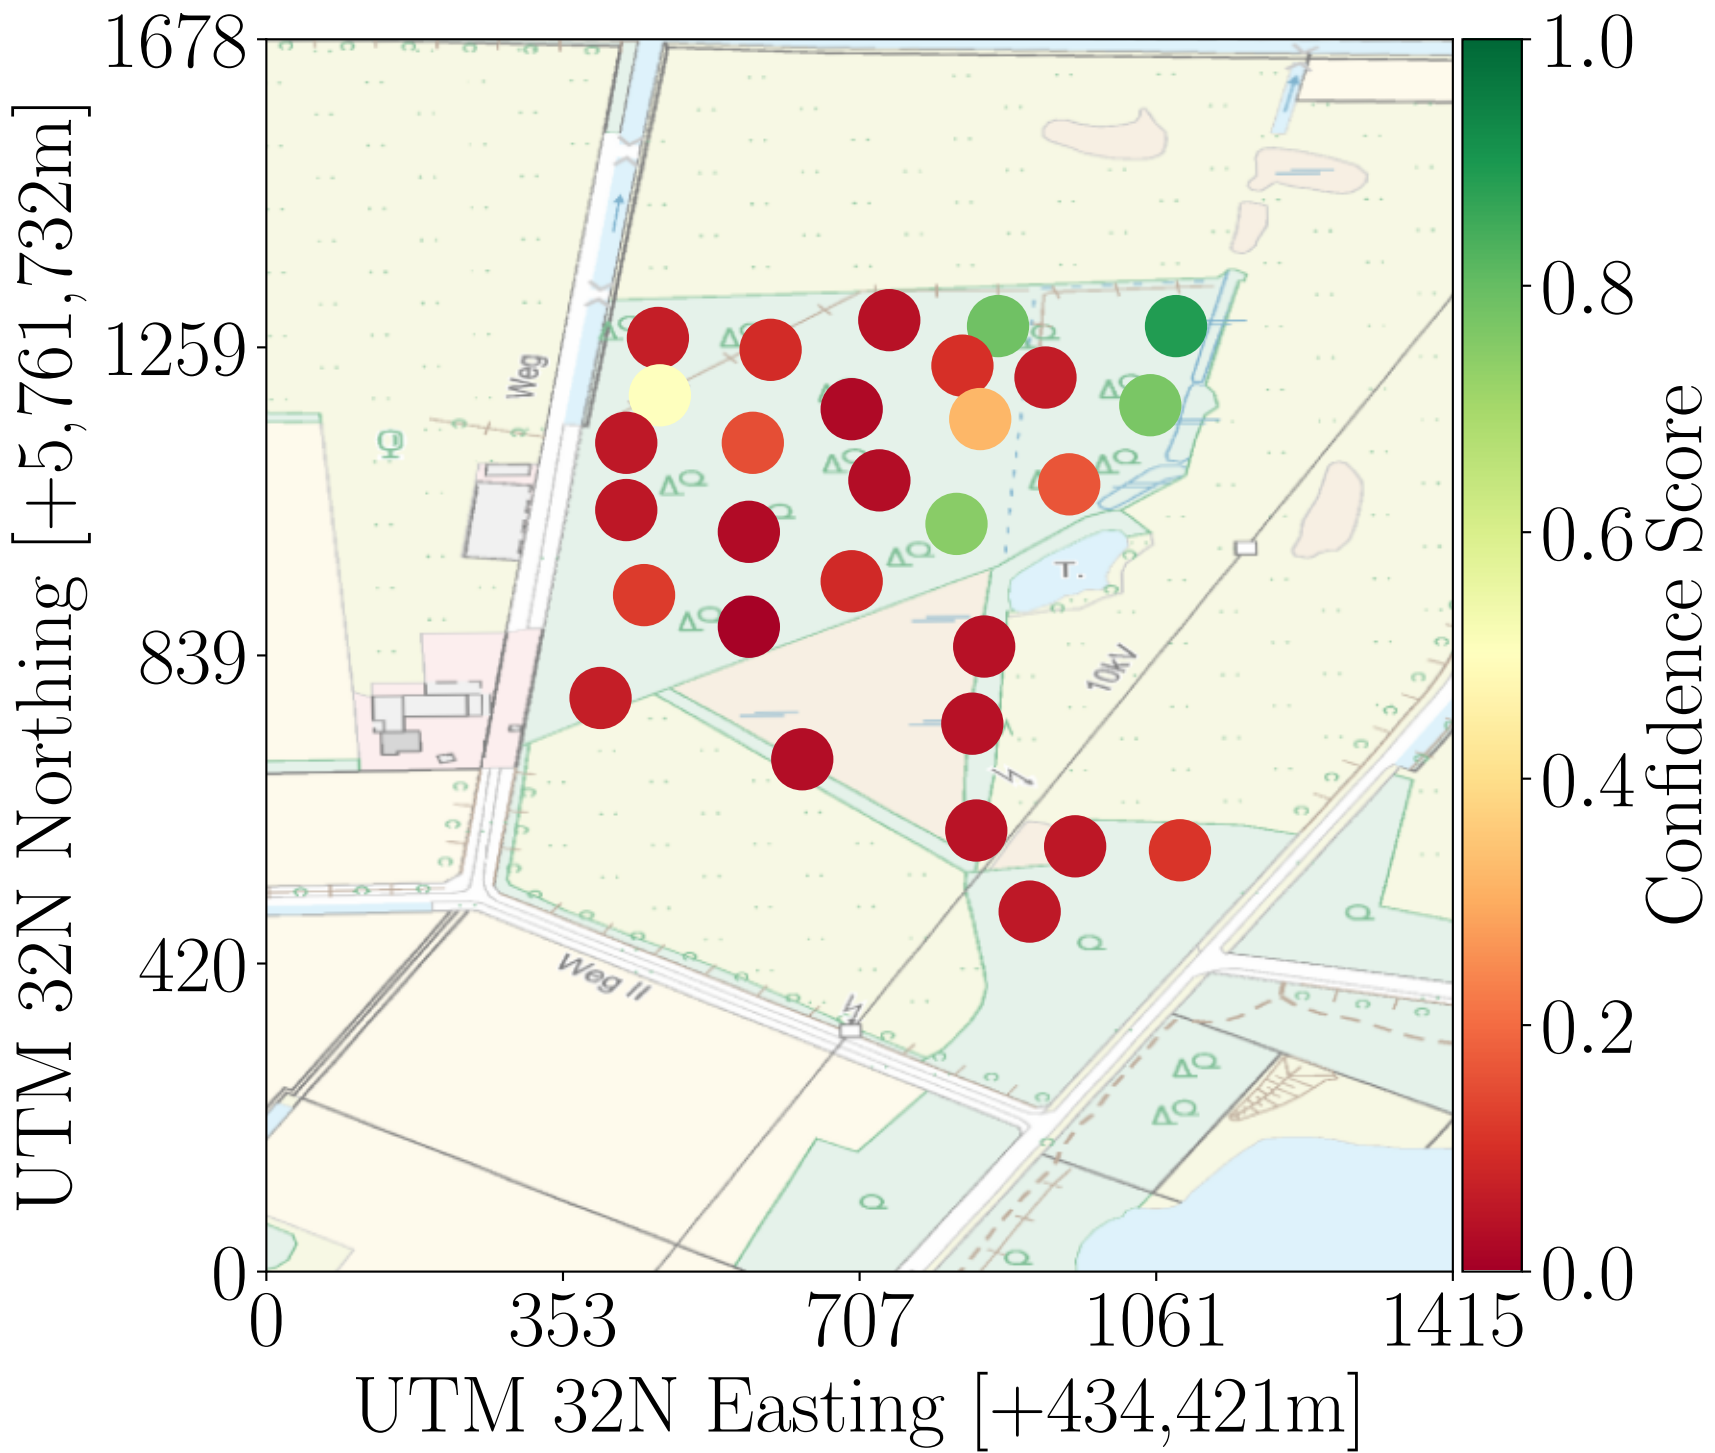 1678
1259
839
420
0
UTM 32N Northing [+5,761,732m]
Weg
T.
10kV
Weg II
0
353
707
1061
1415
UTM 32N Easting [+434,421m]
1.0
0.8
0.6
0.4
0.2
0.0
Confidence Score